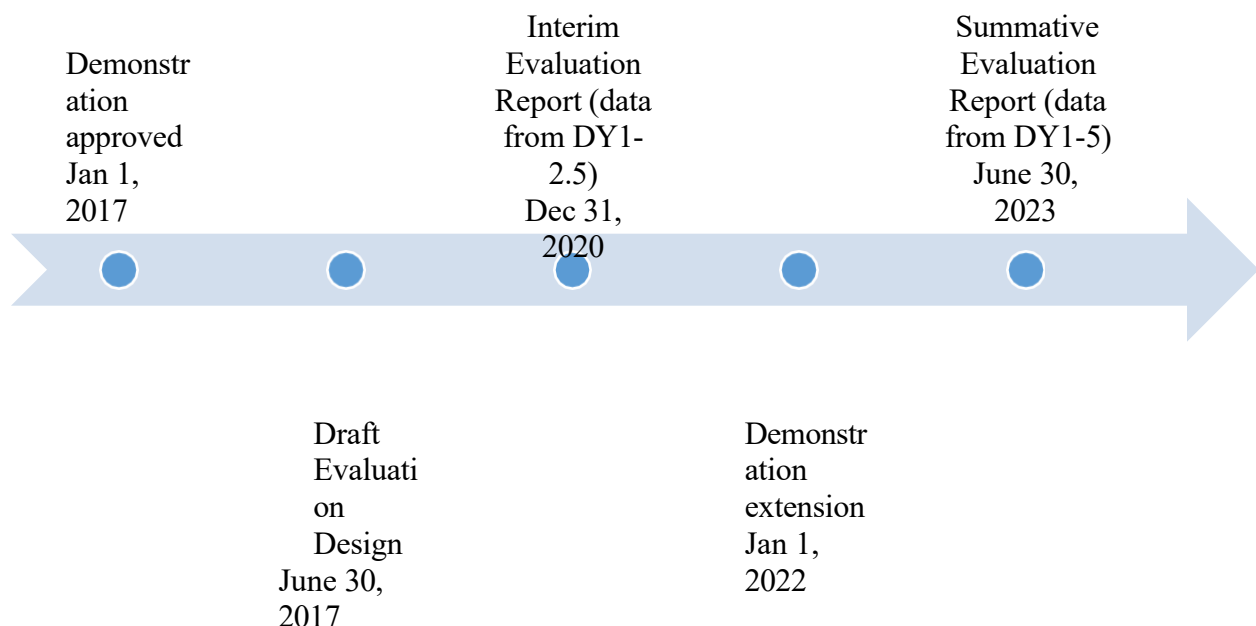 Demonstr
ation
approved
Jan 1,
2017
Interim
Evaluation
Report (data
from DY1-
2.5)
Dec 31,
2020
Summative
Evaluation
Report (data
from DY1-5)
June 30,
2023
Draft
Evaluati
on
Design
June 30,
2017
Demonstr
ation
extension
Jan 1,
2022